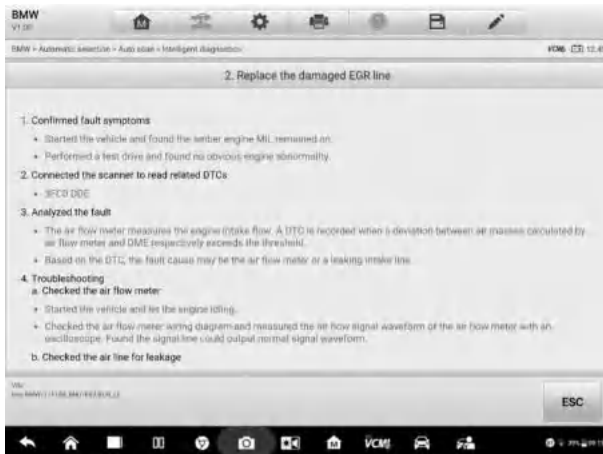 BMW
V1.00
BMW > Automatic selection > Auto scan > Intelligent diagnostics
VCMI 12.4
2. Replace the damaged EGR line
1. Confirmed fault symptoms
• Started the vehicle and found the amber engine MIL remained on.
• Performed a test drive and found no obvious engine abnormality.
2. Connected the scanner to read related DTCs
• 3FC0 DDE
3. Analyzed the fault
• The air flow meter measures the engine intake flow. A DTC is recorded when a deviation between air masses calculated by
air flow meter and DME respectively exceeds the threshold.
• Based on the DTC, the fault cause may be the air flow meter or a leaking intake line.
4. Troubleshooting
a. Checked the air flow meter
• Started the vehicle and let the engine idling.
• Checked the air flow meter wiring diagram and measured the air flow signal waveform of the air flow meter with an
oscilloscope. Found the signal line could output normal signal waveform.
b. Checked the air line for leakage
ESC
VCMI